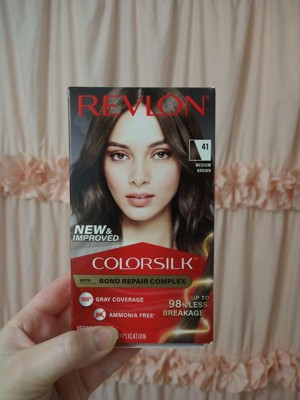 REVLON
41
MEDIUM
BROWN
NEW &
IMPROVED
COLORSILK™
WITH
BOND REPAIR COMPLEX
100% GRAY COVERAGE
AMMONIA FREE*
UP TO
98% LESS
BREAKAGE
APPLICATION